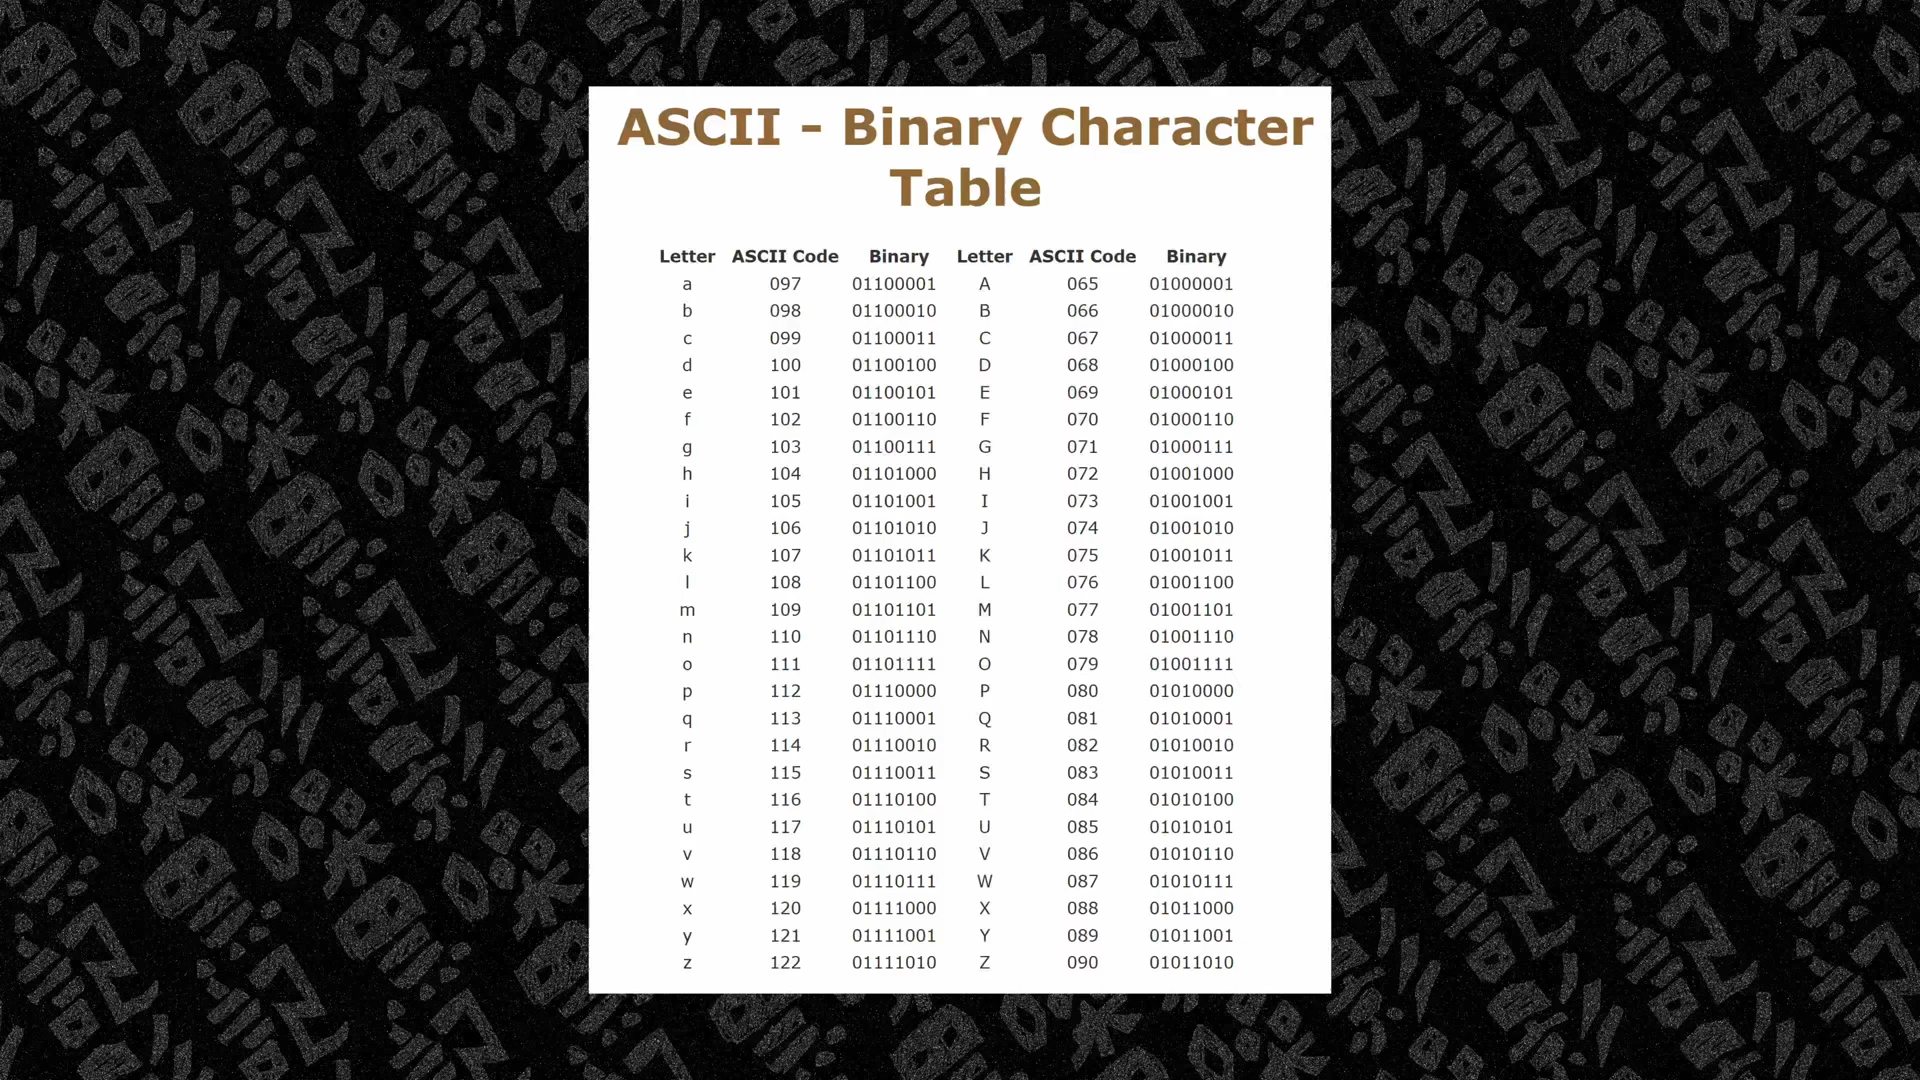 ASCII - Binary Character
Table
Letter ASCII Code Binary Letter ASCII Code Binary
a 097 01100001 A 065 01000001
b 098 01100010 B 066 01000010
c 099 01100011 C 067 01000011
d 100 01100100 D 068 01000100
e 101 01100101 E 069 01000101
f 102 01100110 F 070 01000110
g 103 01100111 G 071 01000111
h 104 01101000 H 072 01001000
i 105 01101001 I 073 01001001
j 106 01101010 J 074 01001010
k 107 01101011 K 075 01001011
l 108 01101100 L 076 01001100
m 109 01101101 M 077 01001101
n 110 01101110 N 078 01001110
o 111 01101111 O 079 01001111
p 112 01110000 P 080 01010000
q 113 01110001 Q 081 01010001
r 114 01110010 R 082 01010010
s 115 01110011 S 083 01010011
t 116 01110100 T 084 01010100
u 117 01110101 U 085 01010101
v 118 01110110 V 086 01010110
w 119 01110111 W 087 01010111
x 120 01111000 X 088 01011000
y 121 01111001 Y 089 01011001
z 122 01111010 Z 090 01011010